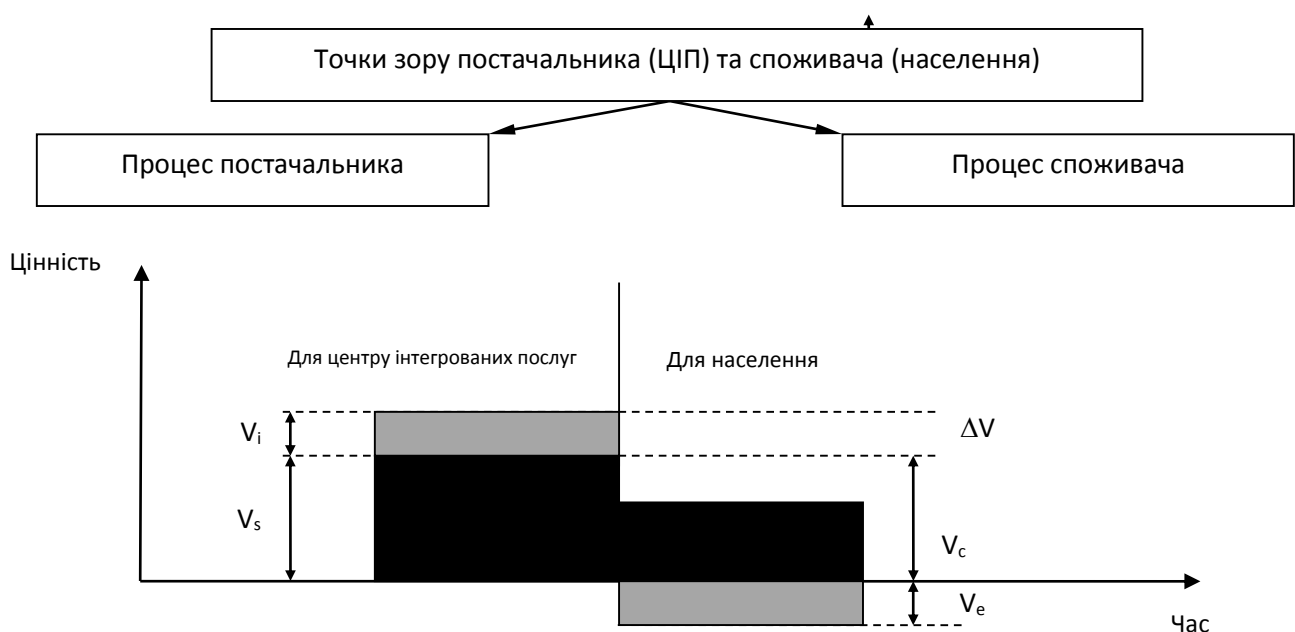 Точки зору постачальника (ЦІП) та споживача (населення)
Процес постачальника
Процес споживача
Цінність
Для центру інтегрованих послуг
Для населення
Vi
ΔV
Vs
Vc
Ve
Час